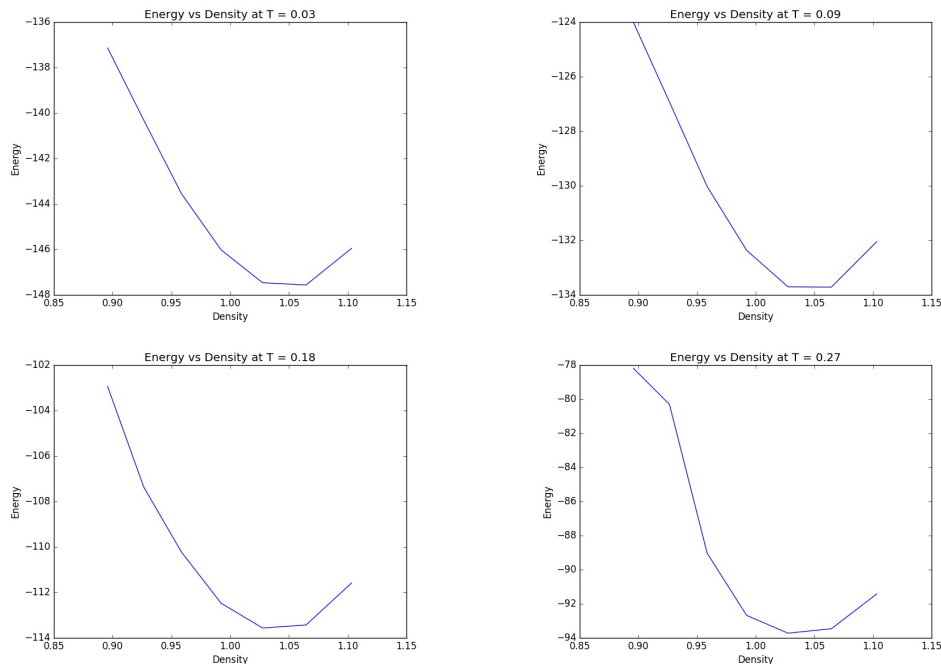 Energy vs Density at T = 0.03
−136
−138
−140
−142
−144
−146
−148
Energy
0.85 0.90 0.95 1.00 1.05 1.10 1.15
Density
Energy vs Density at T = 0.09
−124
−126
−128
−130
−132
−134
Energy
0.85 0.90 0.95 1.00 1.05 1.10 1.15
Density
Energy vs Density at T = 0.18
−102
−104
−106
−108
−110
−112
−114
Energy
0.85 0.90 0.95 1.00 1.05 1.10 1.15
Density
Energy vs Density at T = 0.27
−78
−80
−82
−84
−86
−88
−90
−92
−94
Energy
0.85 0.90 0.95 1.00 1.05 1.10 1.15
Density